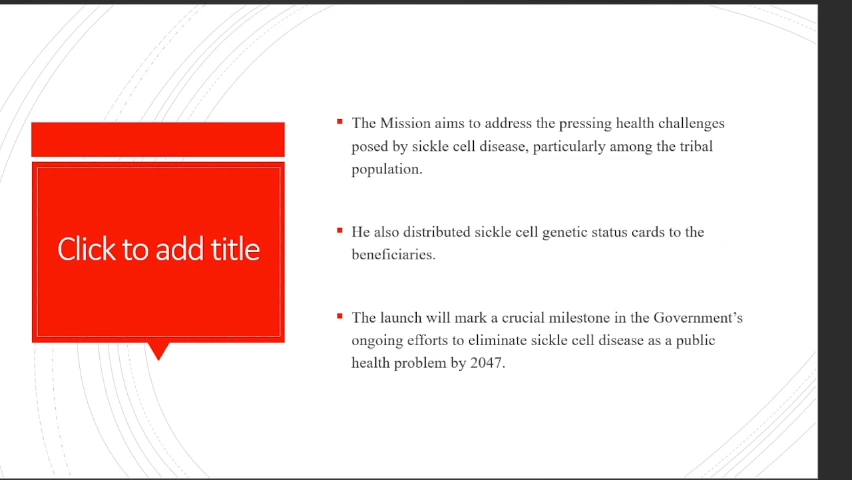 Click to add title
The Mission aims to address the pressing health challenges
posed by sickle cell disease, particularly among the tribal
population.
He also distributed sickle cell genetic status cards to the
beneficiaries.
The launch will mark a crucial milestone in the Government’s
ongoing efforts to eliminate sickle cell disease as a public
health problem by 2047.